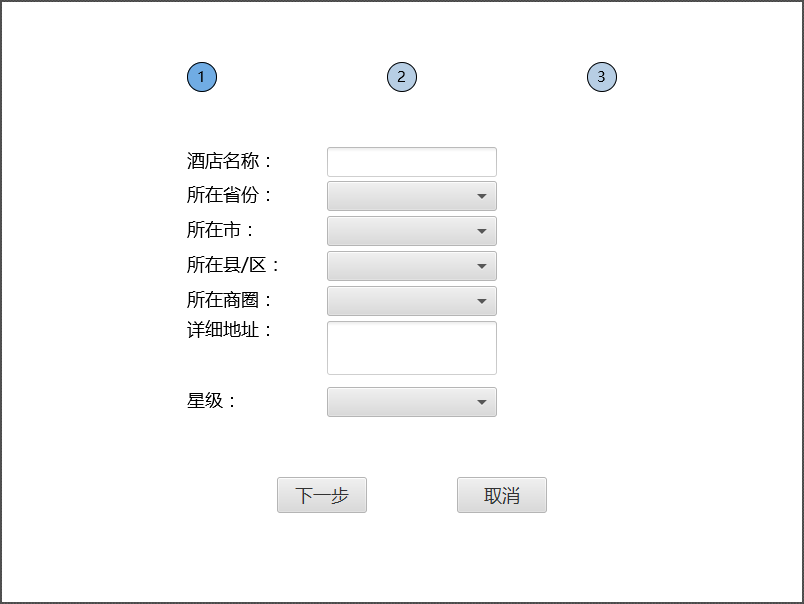 1 2 3
酒店名称：
所在省份：
所在市：
所在县/区：
所在商圈：
详细地址：
星级：
下一步 取消